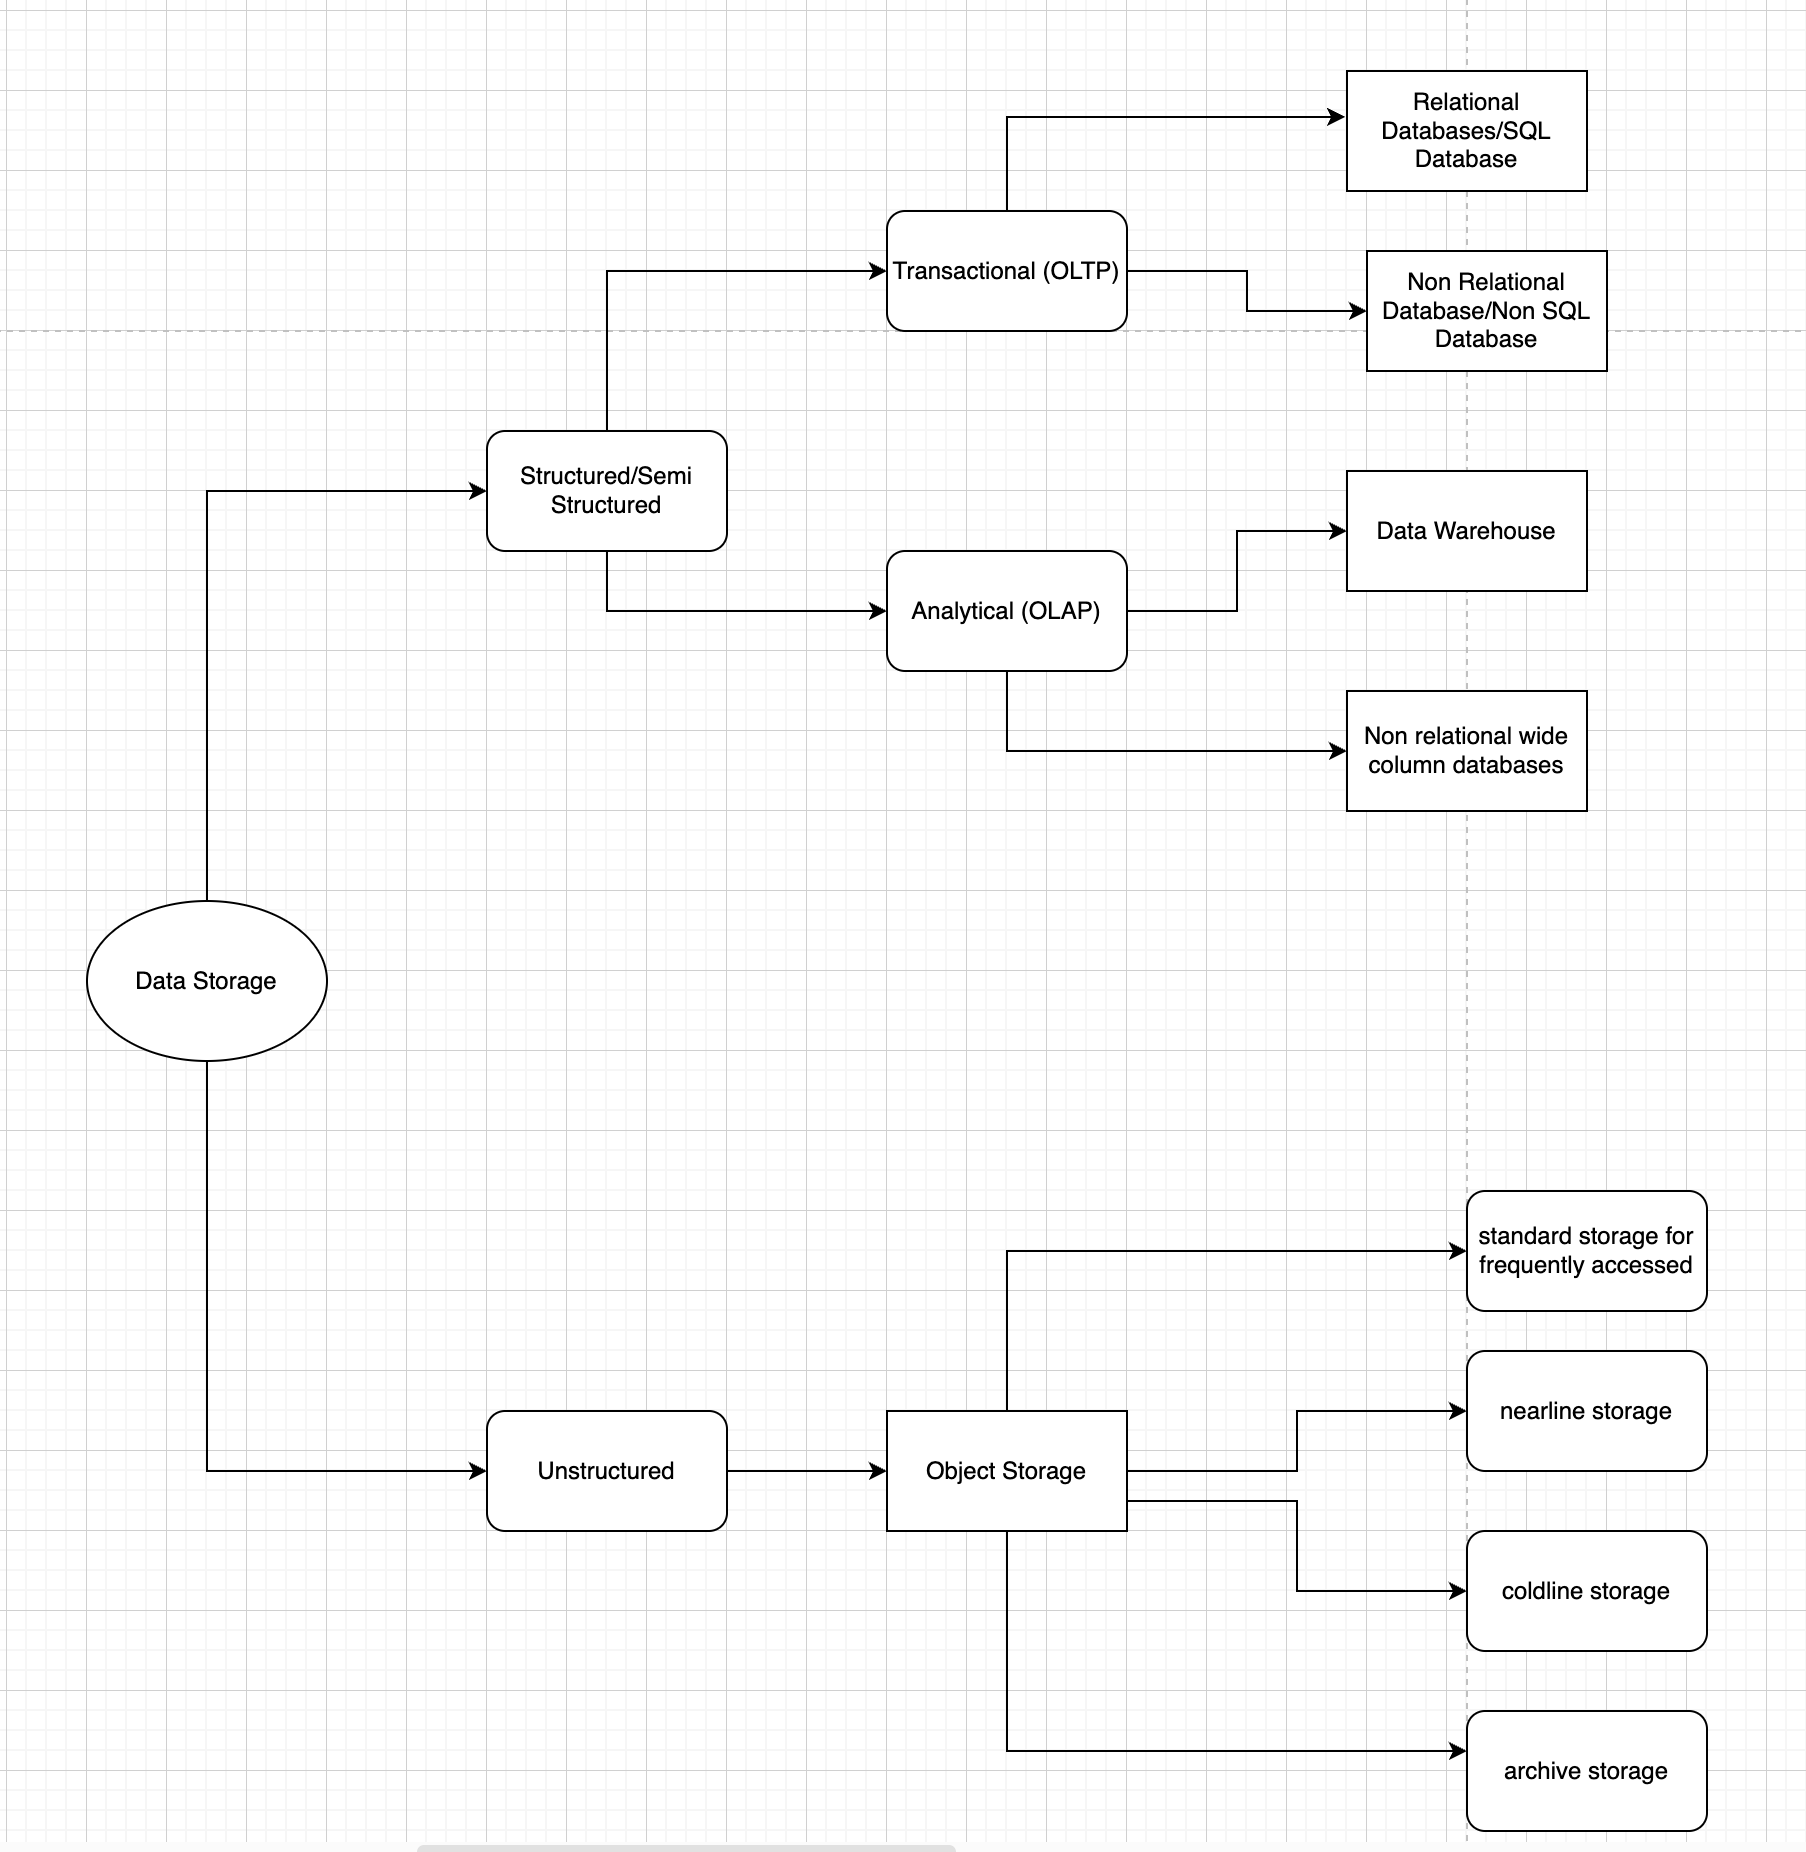 Relational
Databases/SQL
Database
Transactional (OLTP)
Non Relational
Database/Non SQL
Database
Structured/Semi
Structured
Data Warehouse
Analytical (OLAP)
Non relational wide
column databases
Data Storage
standard storage for
frequently accessed
nearline storage
Unstructured
Object Storage
coldline storage
archive storage